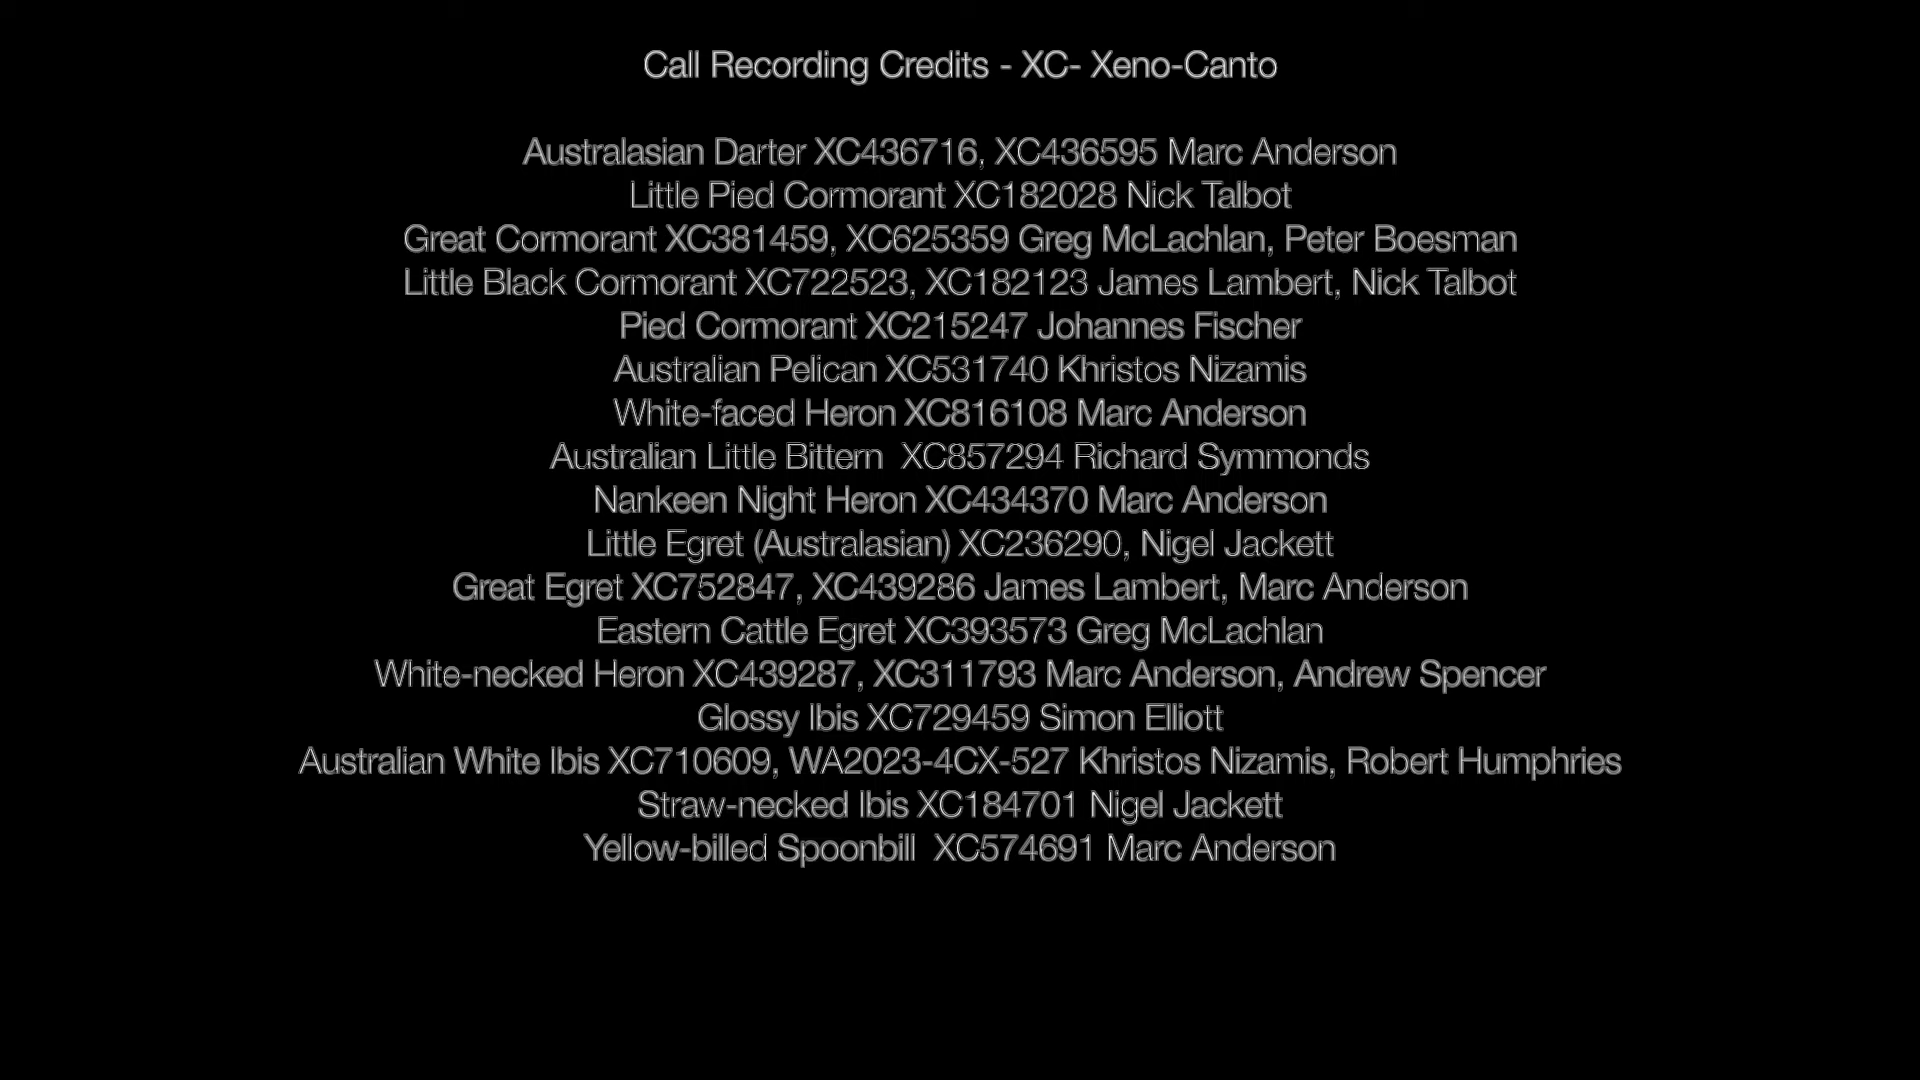 Call Recording Credits - XC- Xeno-Canto
Australasian Darter XC436716, XC436595 Marc Anderson
Little Pied Cormorant XC182028 Nick Talbot
Great Cormorant XC381459, XC625359 Greg McLachlan, Peter Boesman
Little Black Cormorant XC722523, XC182123 James Lambert, Nick Talbot
Pied Cormorant XC215247 Johannes Fischer
Australian Pelican XC531740 Khristos Nizamis
White-faced Heron XC816108 Marc Anderson
Australian Little Bittern  XC857294 Richard Symmonds
Nankeen Night Heron XC434370 Marc Anderson
Little Egret (Australasian) XC236290, Nigel Jackett
Great Egret XC752847, XC439286 James Lambert, Marc Anderson
Eastern Cattle Egret XC393573 Greg McLachlan
White-necked Heron XC439287, XC311793 Marc Anderson, Andrew Spencer
Glossy Ibis XC729459 Simon Elliott
Australian White Ibis XC710609, WA2023-4CX-527 Khristos Nizamis, Robert Humphries
Straw-necked Ibis XC184701 Nigel Jackett
Yellow-billed Spoonbill  XC574691 Marc Anderson